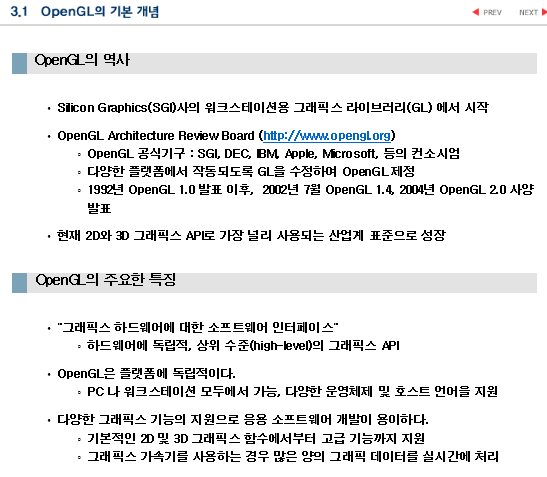 3.1 OpenGL의 기본 개념
PREV NEXT
OpenGL의 역사
• Silicon Graphics(SGI)사의 워크스테이션용 그래픽스 라이브러리(GL) 에서 시작
• OpenGL Architecture Review Board (http://www.opengl.org)
◦ OpenGL 공식기구 : SGI, DEC, IBM, Apple, Microsoft, 등의 컨소시엄
◦ 다양한 플랫폼에서 작동되도록 GL을 수정하여 OpenGL 제정
◦ 1992년 OpenGL 1.0 발표 이후, 2002년 7월 OpenGL 1.4, 2004년 OpenGL 2.0 사양
발표
• 현재 2D와 3D 그래픽스 API로 가장 널리 사용되는 산업계 표준으로 성장
OpenGL의 주요한 특징
• "그래픽스 하드웨어에 대한 소프트웨어 인터페이스"
◦ 하드웨어에 독립적, 상위 수준(high-level)의 그래픽스 API
• OpenGL은 플랫폼에 독립적이다.
◦ PC 나 워크스테이션 모두에서 가능, 다양한 운영체제 및 호스트 언어를 지원
• 다양한 그래픽스 기능의 지원으로 응용 소프트웨어 개발이 용이하다.
◦ 기본적인 2D 및 3D 그래픽스 함수에서부터 고급 기능까지 지원
◦ 그래픽스 가속기를 사용하는 경우 많은 양의 그래픽 데이터를 실시간에 처리